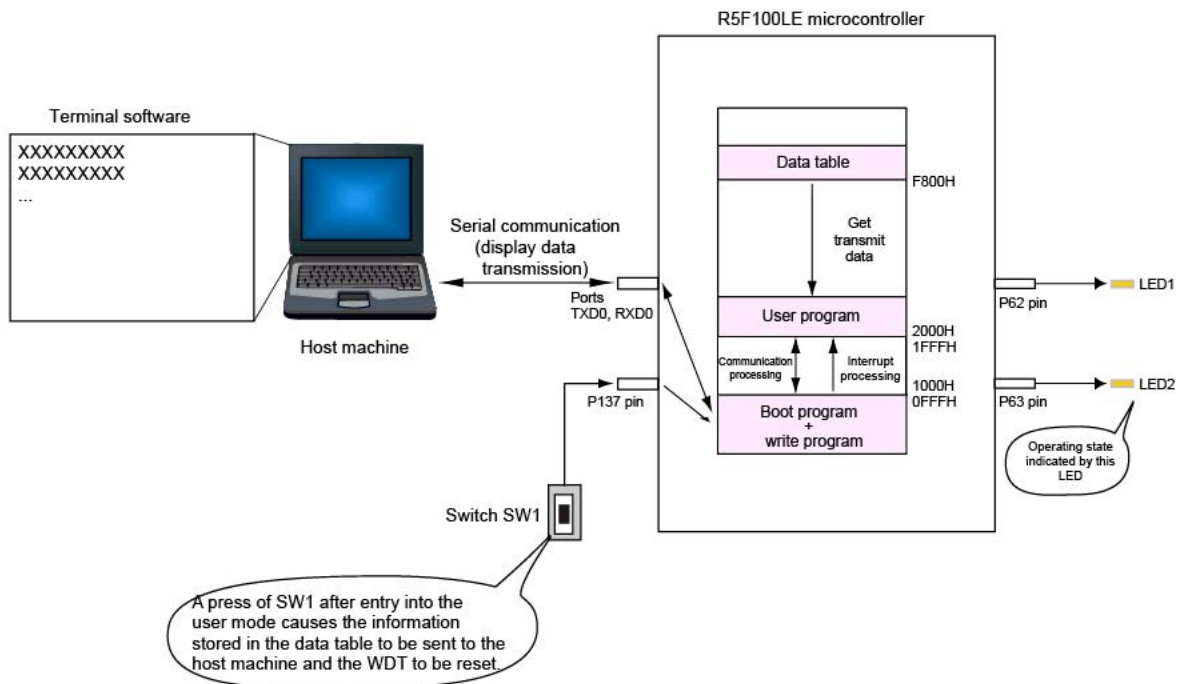 R5F100LE microcontroller
Terminal software
XXXXXXXXX
XXXXXXXXX
...
Host machine
Serial communication
(display data
transmission)
Ports
TXD0, RXD0
P137 pin
Data table
F800H
Get
transmit
data
User program
2000H
1FFFH
Communication
processing
Interrupt
processing
1000H
0FFFH
Boot program
+
write program
P62 pin
LED1
P63 pin
LED2
Operating state
indicated by this
LED
Switch SW1
A press of SW1 after entry into the
user mode causes the information
stored in the data table to be sent to the
host machine and the WDT to be reset.